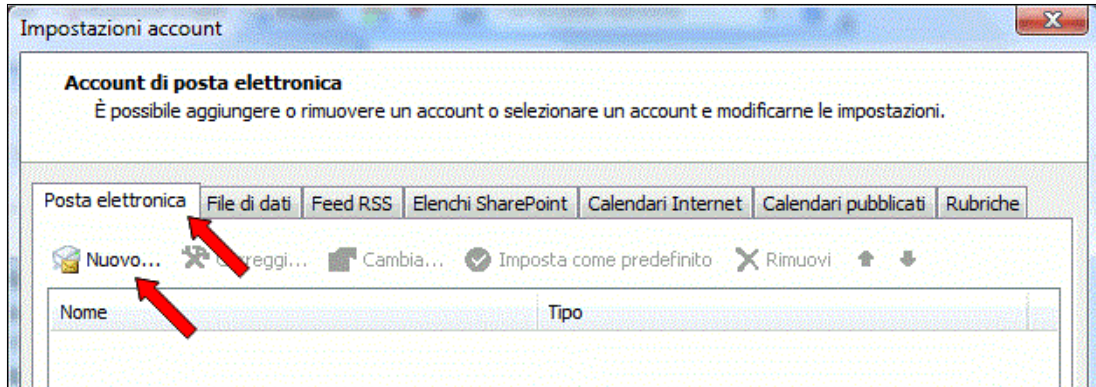 Impostazioni account
Account di posta elettronica
È possibile aggiungere o rimuovere un account o selezionare un account e modificarne le impostazioni.
Posta elettronica File di dati Feed RSS Elenchi SharePoint Calendari Internet Calendari pubblicati Rubriche
Nuovo... Correggi... Cambia... Imposta come predefinito Rimuovi
Nome Tipo